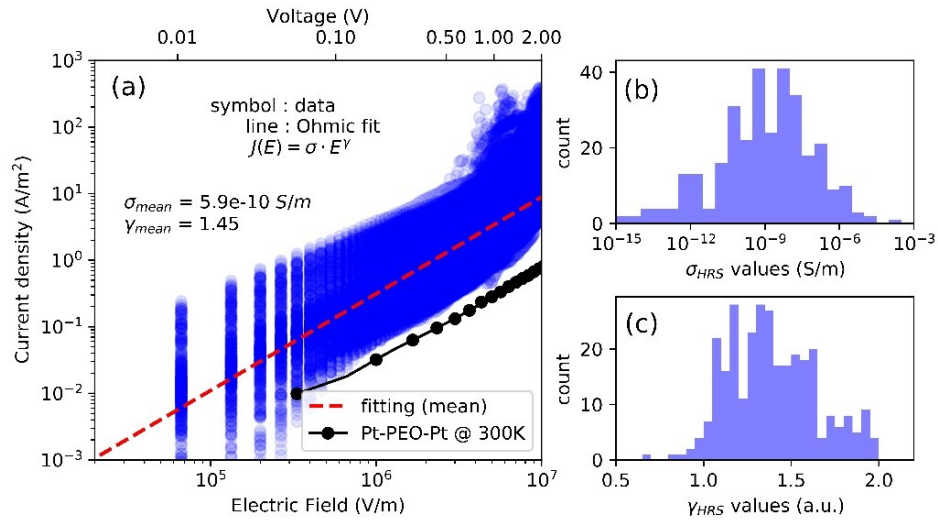 Voltage (V)
0.01 0.10 0.50 1.00 2.00
(a)
symbol : data
line : Ohmic fit
J(E) = σ · E^γ
σ_mean = 5.9e-10 S/m
γ_mean = 1.45
Current density (A/m²)
10³
10²
10¹
10⁰
10⁻¹
10⁻²
10⁻³
fitting (mean)
Pt-PEO-Pt @ 300K
10⁵ 10⁶ 10⁷
Electric Field (V/m)
(b)
count
40
20
0
10⁻¹⁵ 10⁻¹² 10⁻⁹ 10⁻⁶ 10⁻³
σ_HRS values (S/m)
(c)
count
20
10
0
0.5 1.0 1.5 2.0
γ_HRS values (a.u.)